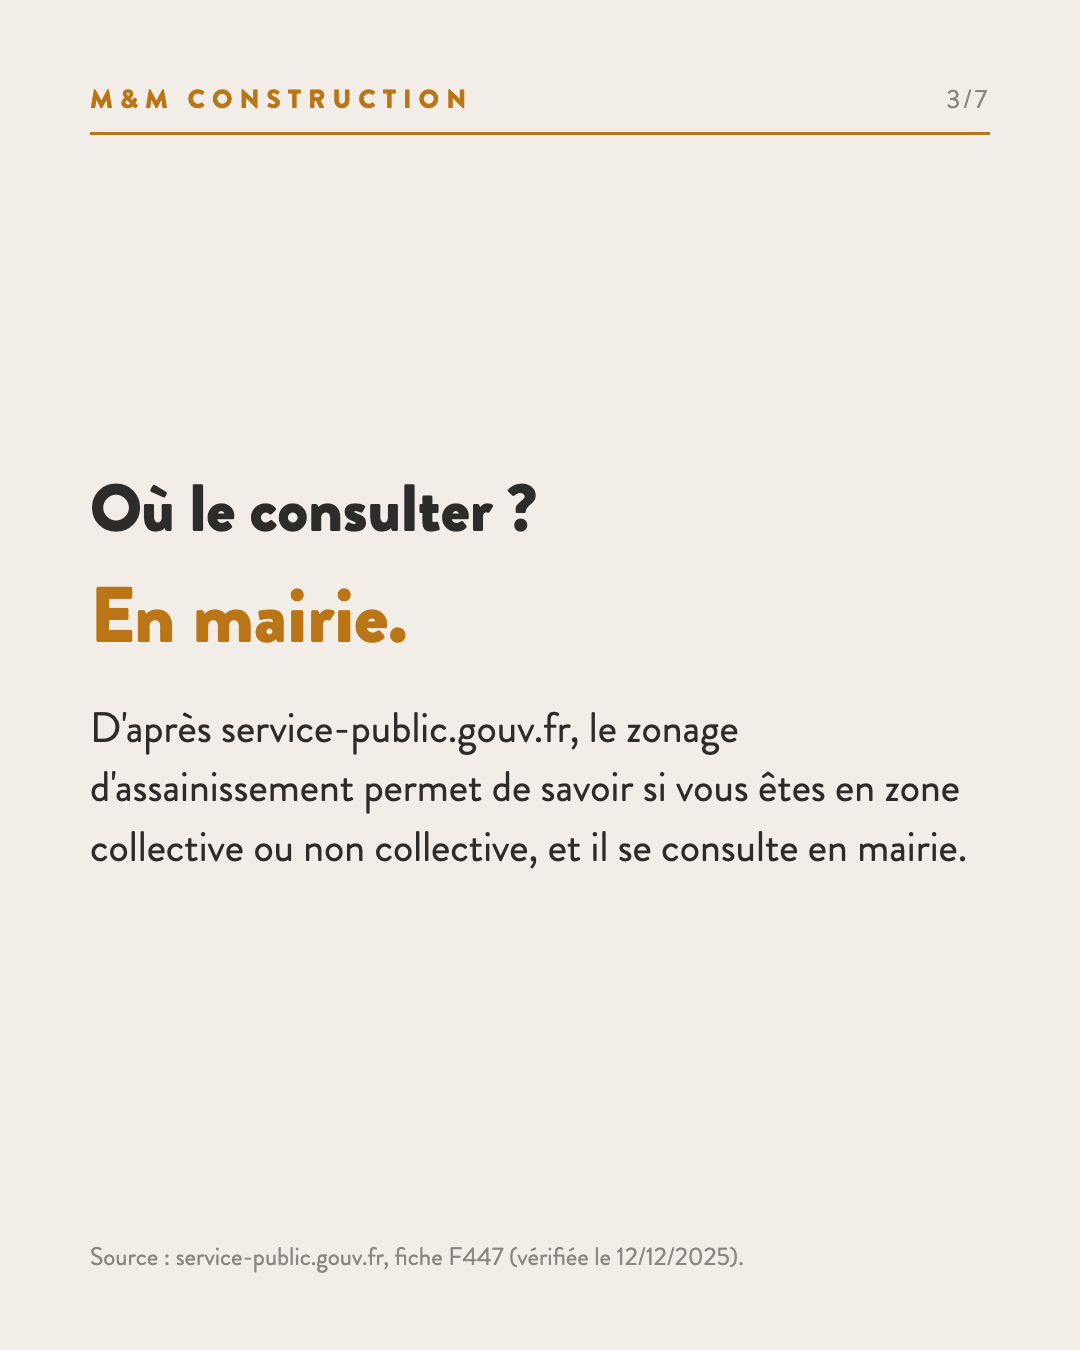 M&M CONSTRUCTION
3/7
Où le consulter ?
En mairie.
D'après service-public.gouv.fr, le zonage
d'assainissement permet de savoir si vous êtes en zone
collective ou non collective, et il se consulte en mairie.
Source : service-public.gouv.fr, fiche F447 (vérifiée le 12/12/2025).